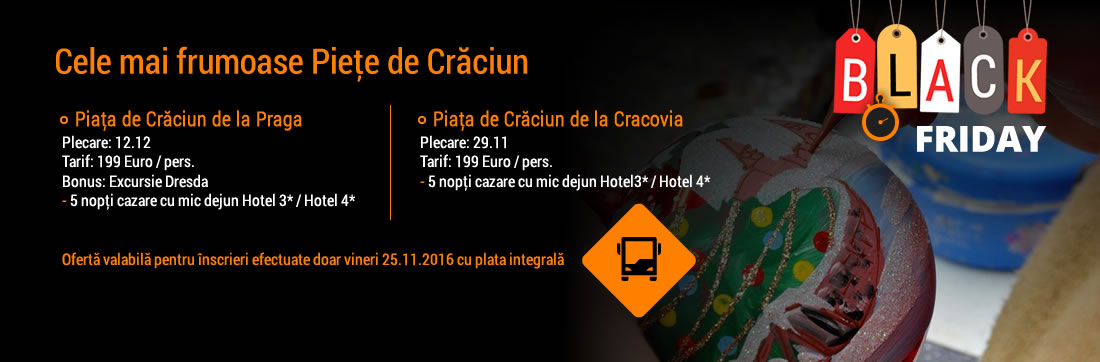 Cele mai frumoase Piețe de Crăciun
Piața de Crăciun de la Praga
Plecare: 12.12
Tarif: 199 Euro / pers.
Bonus: Excursie Dresda
- 5 nopți cazare cu mic dejun Hotel 3* / Hotel 4*
Piața de Crăciun de la Cracovia
Plecare: 29.11
Tarif: 199 Euro / pers.
- 5 nopți cazare cu mic dejun Hotel3* / Hotel 4*
Ofertă valabilă pentru înscrieri efectuate doar vineri 25.11.2016 cu plata integrală
BLACK
FRIDAY